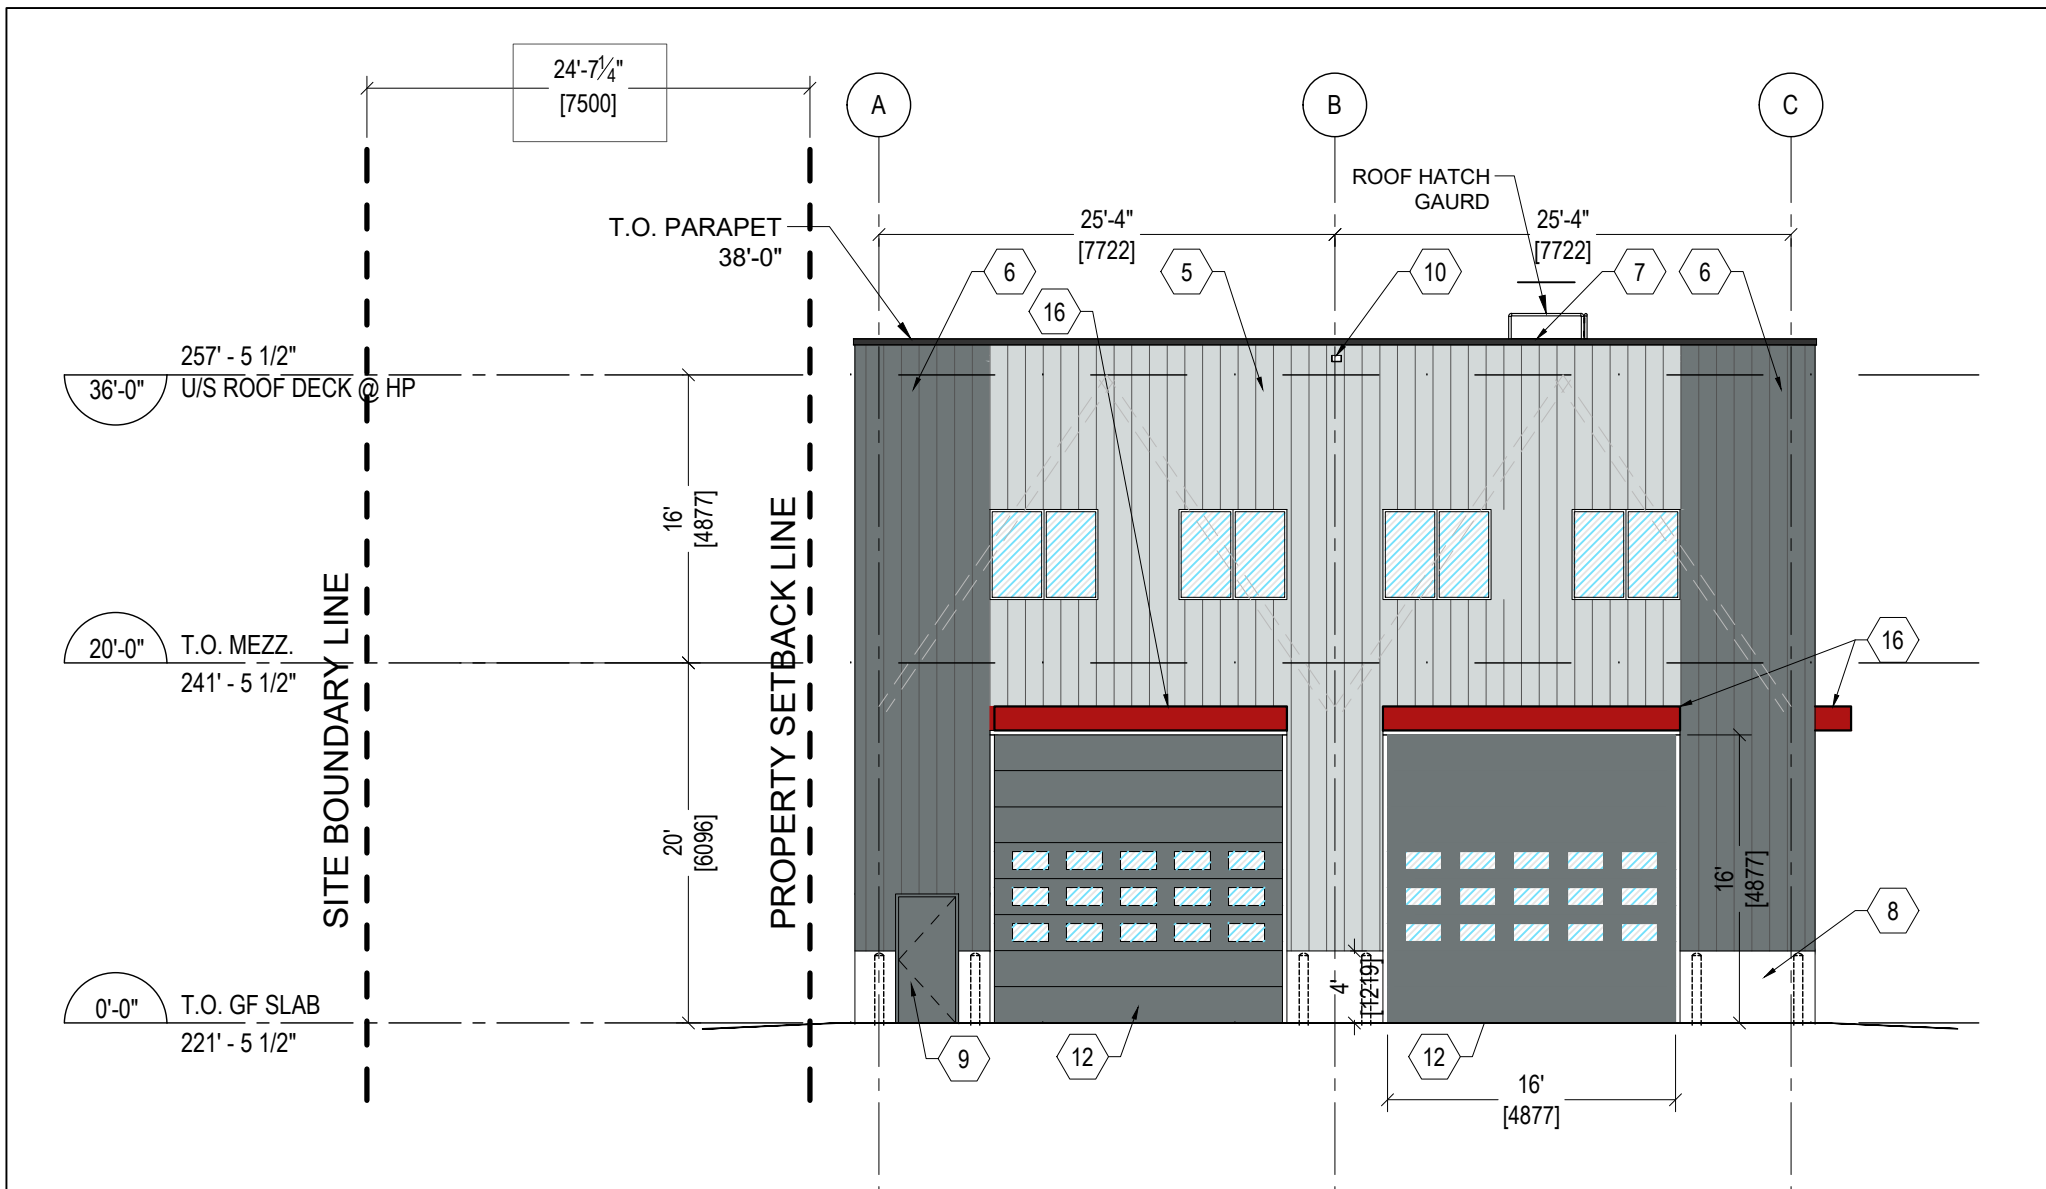 24'-7 1/4"
[7500]
A
B
C
ROOF HATCH
GAURD
T.O. PARAPET
38'-0"
25'-4"
[7722]
25'-4"
[7722]
6
5
10
7
6
16
257' - 5 1/2"
36'-0"
U/S ROOF DECK @ HP
16'
[4877]
SITE BOUNDARY LINE
PROPERTY SETBACK LINE
20'-0"
T.O. MEZZ.
241' - 5 1/2"
16
20'
[6096]
16'
[4877]
8
4'
[1219]
0'-0"
T.O. GF SLAB
221' - 5 1/2"
9
12
12
16'
[4877]